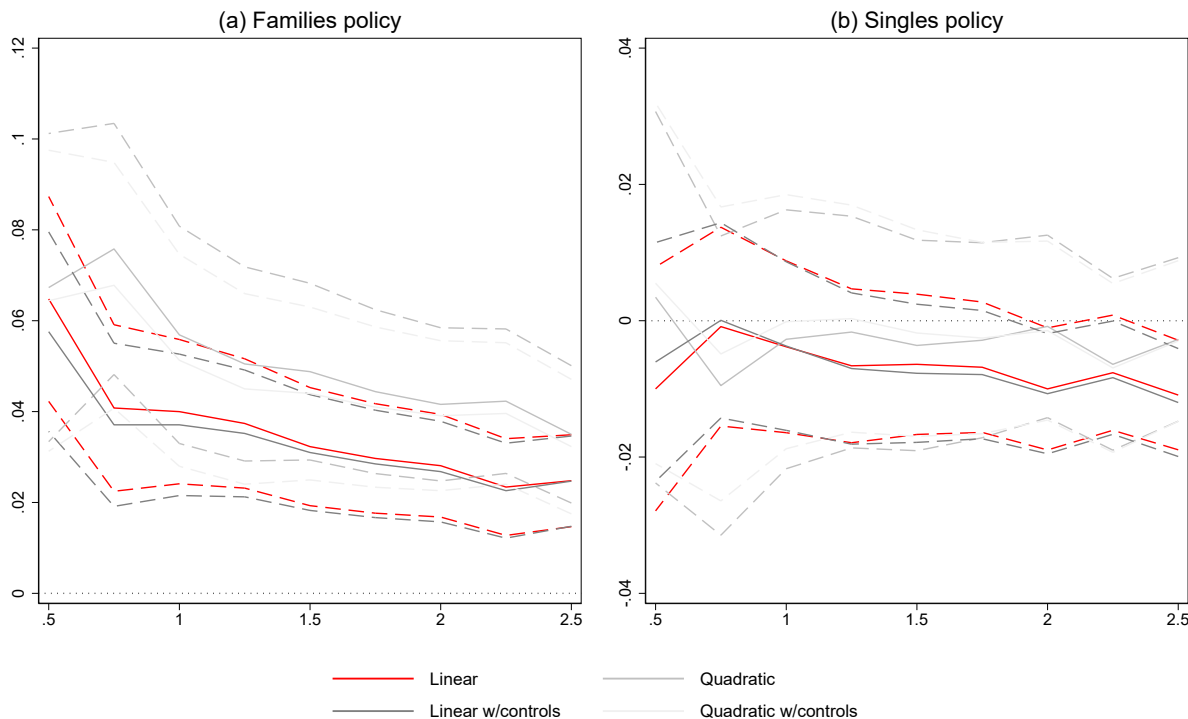 (a) Families policy
.12
.1
.08
.06
.04
.02
0
.5 1 1.5 2 2.5
(b) Singles policy
.04
.02
0
-.02
-.04
.5 1 1.5 2 2.5
Linear Quadratic
Linear w/controls Quadratic w/controls